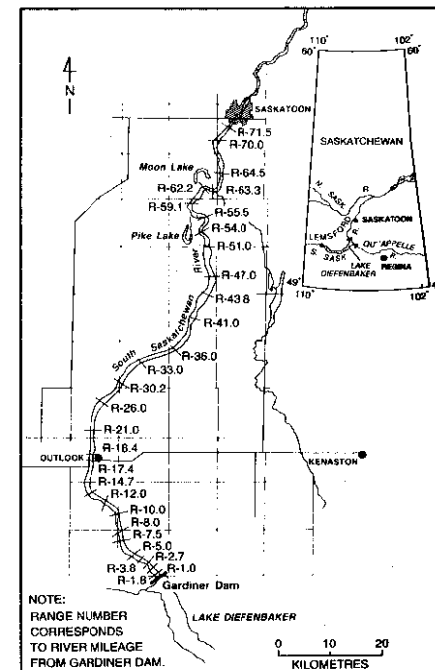 N
SASKATOON
R-71.5
R-70.0
Moon Lake
R-64.5
R-62.2
R-63.3
R-59.1
R-55.5
R-54.0
Pike Lake
R-51.0
River
R-47.0
R-43.8
Saskatchewan
R-41.0
R-36.0
South
R-33.0
R-30.2
R-26.0
R-21.0
R-18.4
OUTLOOK
R-17.4
KENASTON
R-14.7
R-12.0
R-10.0
R-8.0
R-7.5
R-5.0
R-2.7
R-3.8
R-1.0
R-1.8
Gardiner Dam
LAKE DIEFENBAKER
NOTE:
RANGE NUMBER
CORRESPONDS
TO RIVER MILEAGE
FROM GARDINER DAM.
0 10 20
KILOMETRES
110° 102°
60° 60°
SASKATCHEWAN
N. SASK. R.
SASKATOON
LEMSFORD
R.
QU'APPELLE
S. SASK
LAKE
DIEFENBAKER
R.
REGINA
49°
110° 102°